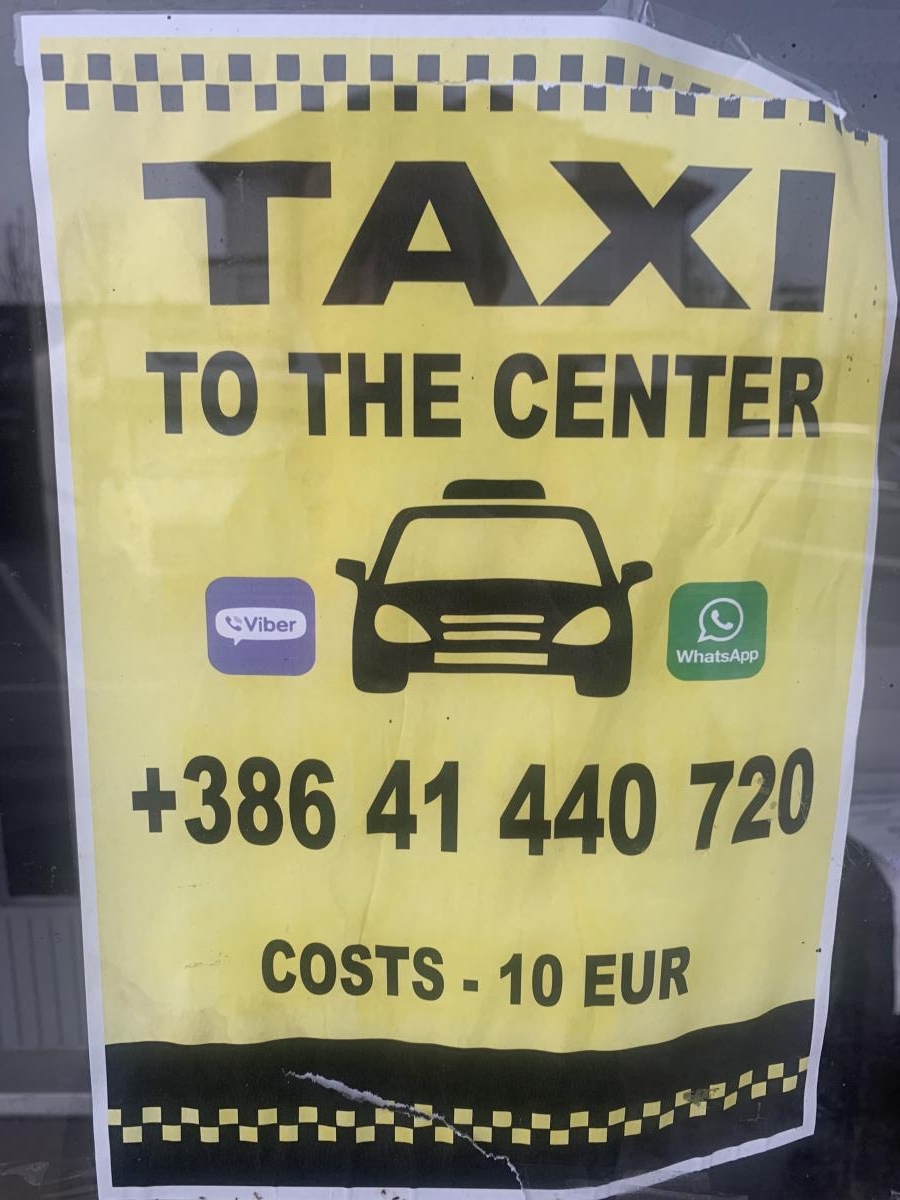 TAXI
TO THE CENTER
Viber
WhatsApp
+386 41 440 720
COSTS - 10 EUR